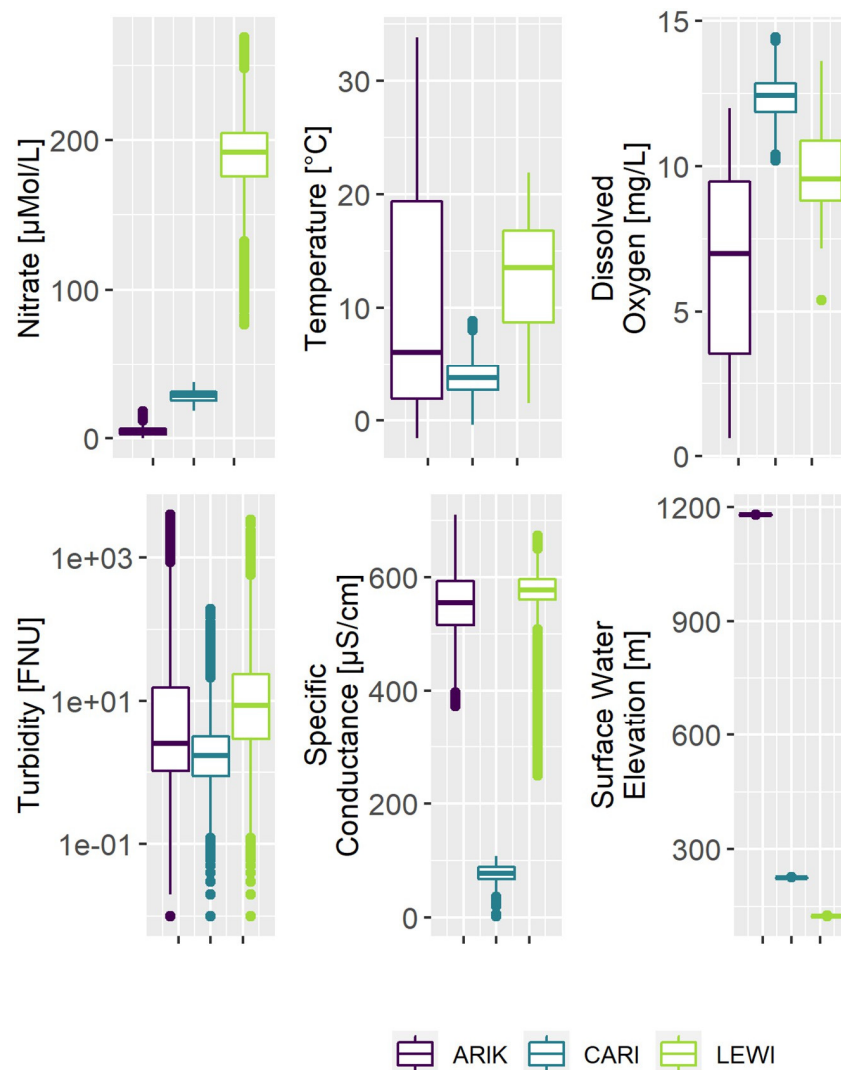 Nitrate [µMol/L]
200
100
0
Temperature [°C]
30
20
10
0
Dissolved
Oxygen [mg/L]
15
10
5
0
Turbidity [FNU]
1e+03
1e+01
1e-01
Specific
Conductance [µS/cm]
600
400
200
0
Surface Water
Elevation [m]
1200
900
600
300
ARIK CARI LEWI